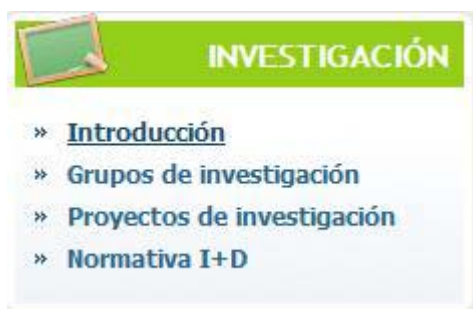 INVESTIGACIÓN
» Introducción
» Grupos de investigación
» Proyectos de investigación
» Normativa I+D